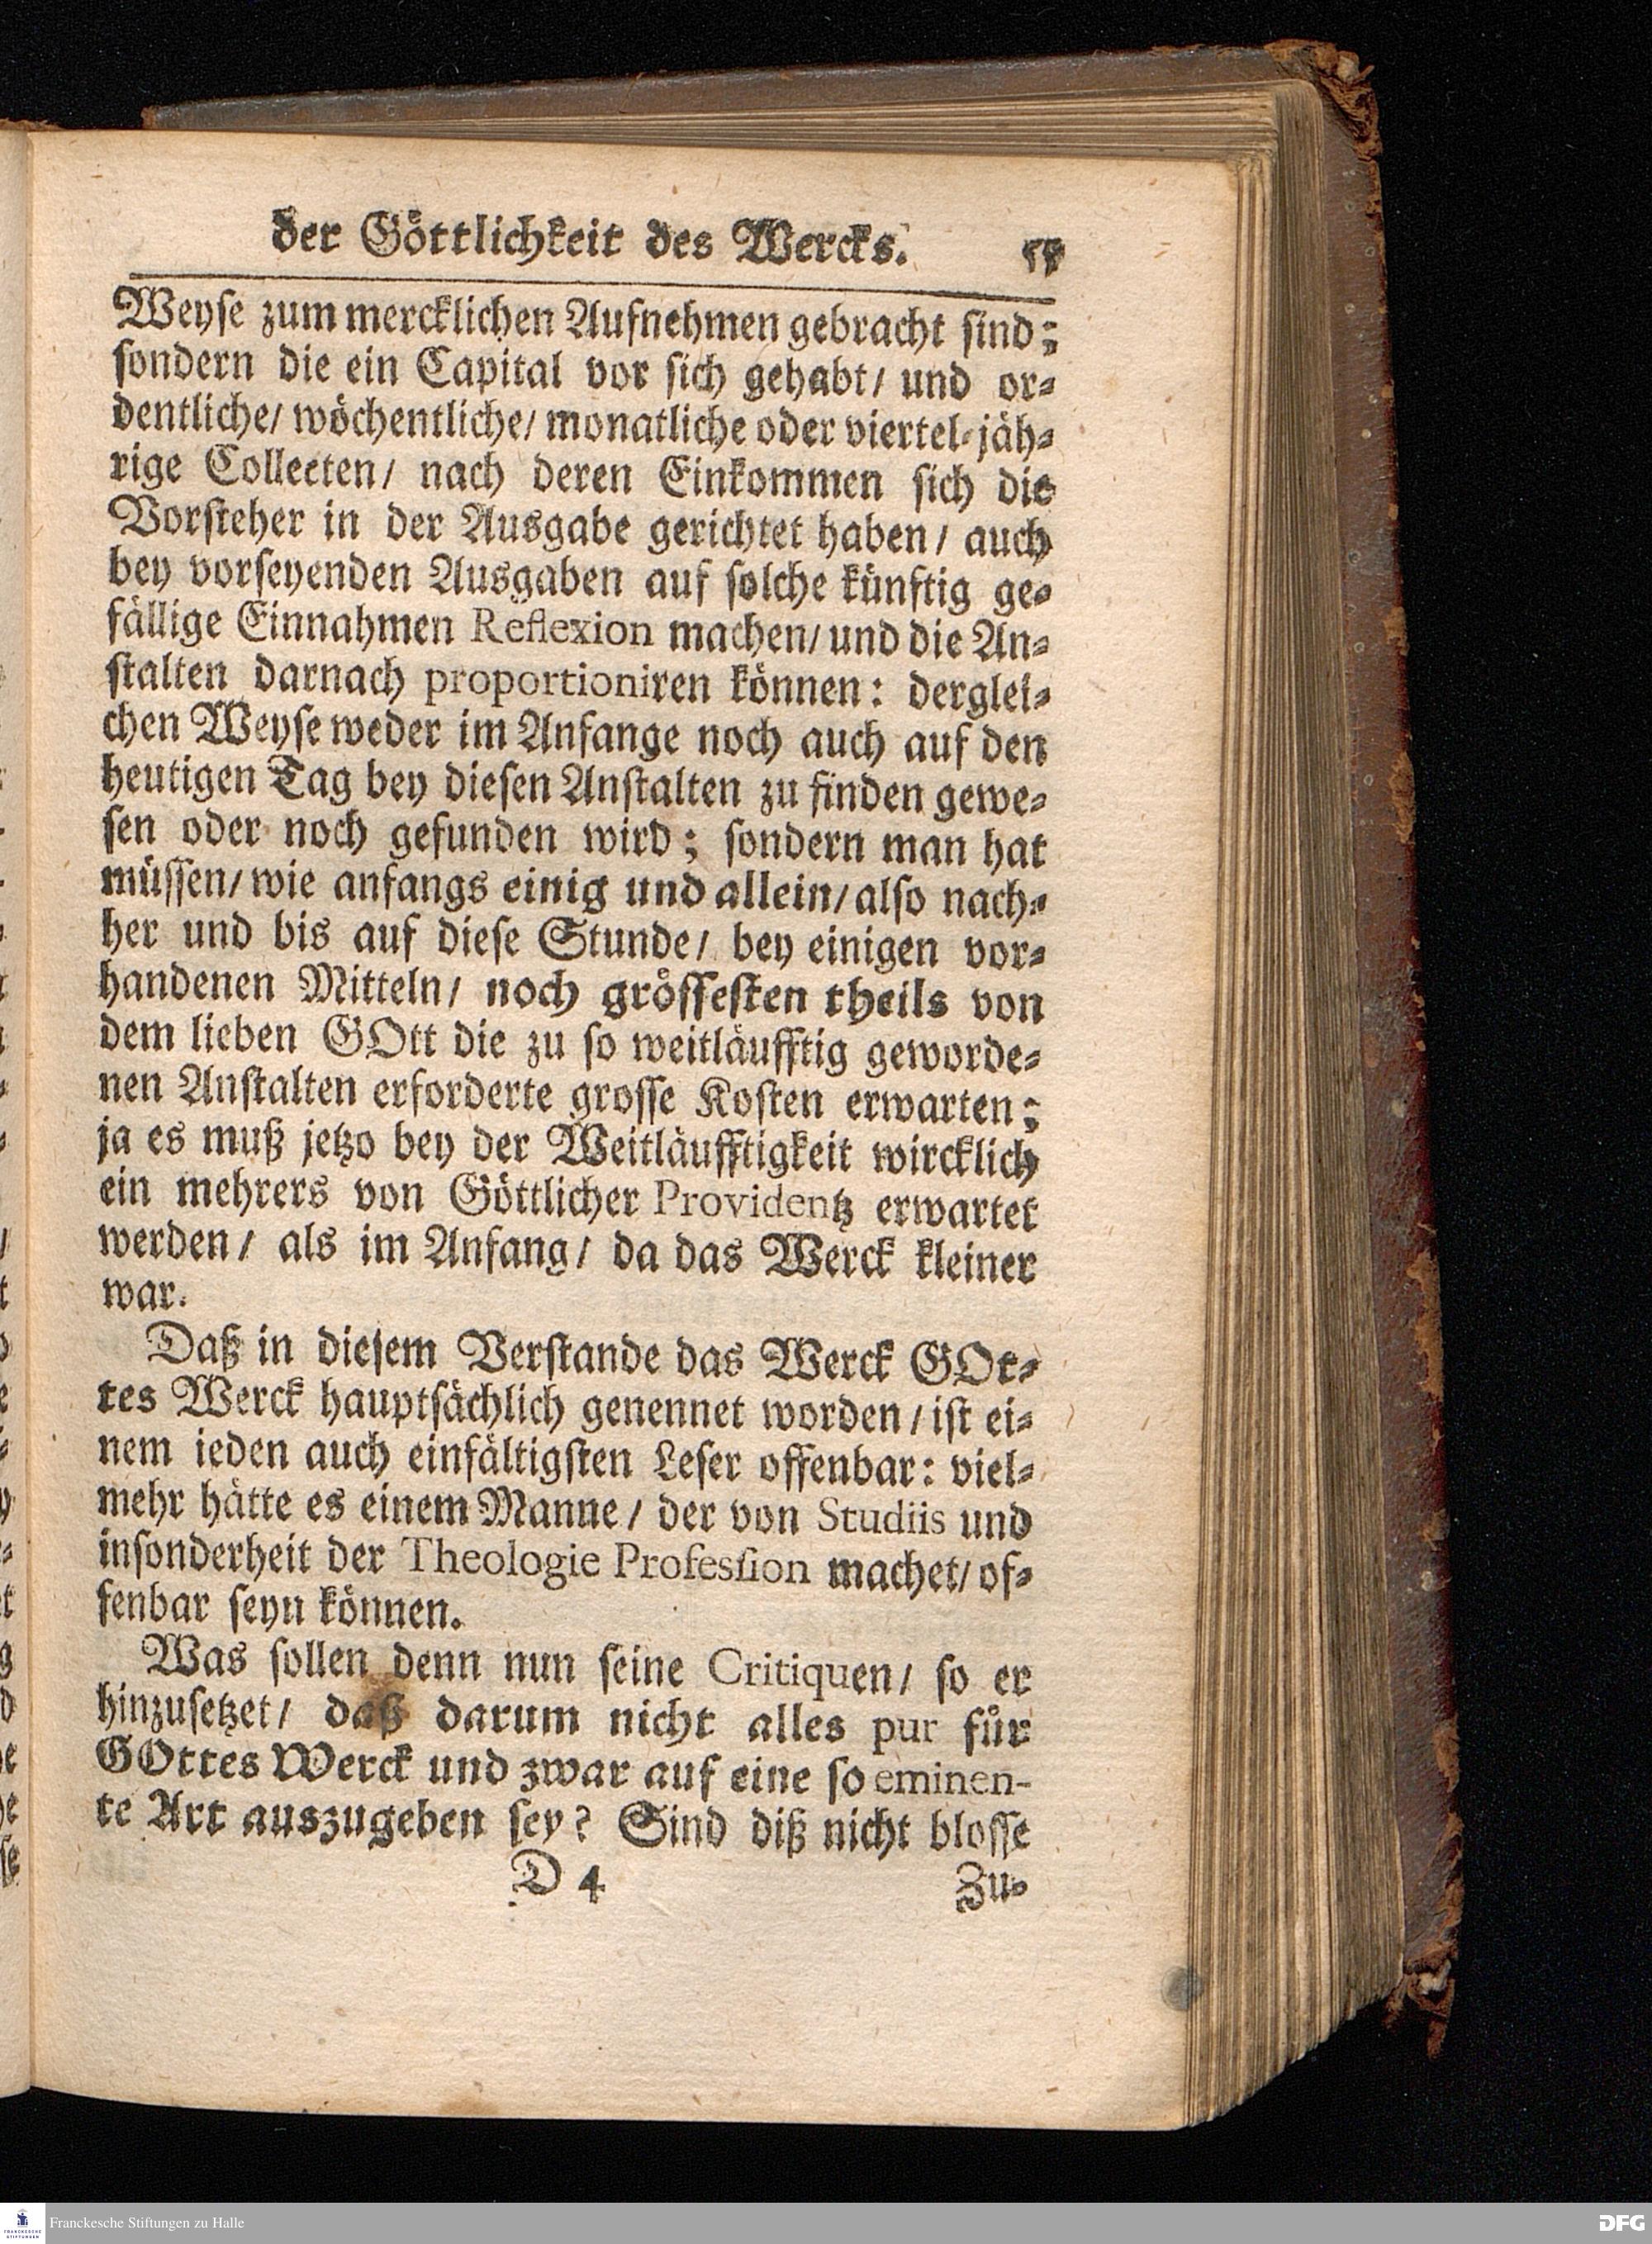 der Göttlichkeit des Wercks. 55
Weyse zum mercklichen Aufnehmen gebracht sind;
sondern die ein Capital vor sich gehabt/ und or-
dentliche/ wöchentliche/ monatliche oder viertel-jäh-
rige Collecten/ nach deren Einkommen sich die
Vorsteher in der Ausgabe gerichtet haben/ auch
bey vorseyenden Ausgaben auf solche künftig ge-
fällige Einnahmen Reflexion machen/ und die An-
stalten darnach proportioniren können: derglei-
chen Weyse weder im Anfange noch auch auf den
heutigen Tag bey diesen Anstalten zu finden gewe-
sen oder noch gefunden wird; sondern man hat
müssen/ wie anfangs einig und allein/ also nach-
her und bis auf diese Stunde/ bey einigen vor-
handenen Mitteln/ noch grössesten theils von
dem lieben GOtt die zu so weitläufftig geworde-
nen Anstalten erforderte grosse Kosten erwarten;
ja es muß jetzo bey der Weitläufftigkeit wircklich
ein mehrers von Göttlicher Providentz erwartet
werden/ als im Anfang/ da das Werck kleiner
war.
Daß in diesem Verstande das Werck GOt-
tes Werck hauptsächlich genennet worden/ ist ei-
nem ieden auch einfältigsten Leser offenbar: viel-
mehr hätte es einem Manne/ der von Studiis und
insonderheit der Theologie Profession machet/ of-
fenbar seyn können.
Was sollen denn nun seine Critiquen/ so er
hinzusetzet/ daß darum nicht alles pur für
GOttes Werck und zwar auf eine so eminen-
te Art auszugeben sey? Sind diß nicht blosse
D 4 Zu-
Franckesche Stiftungen zu Halle
DFG